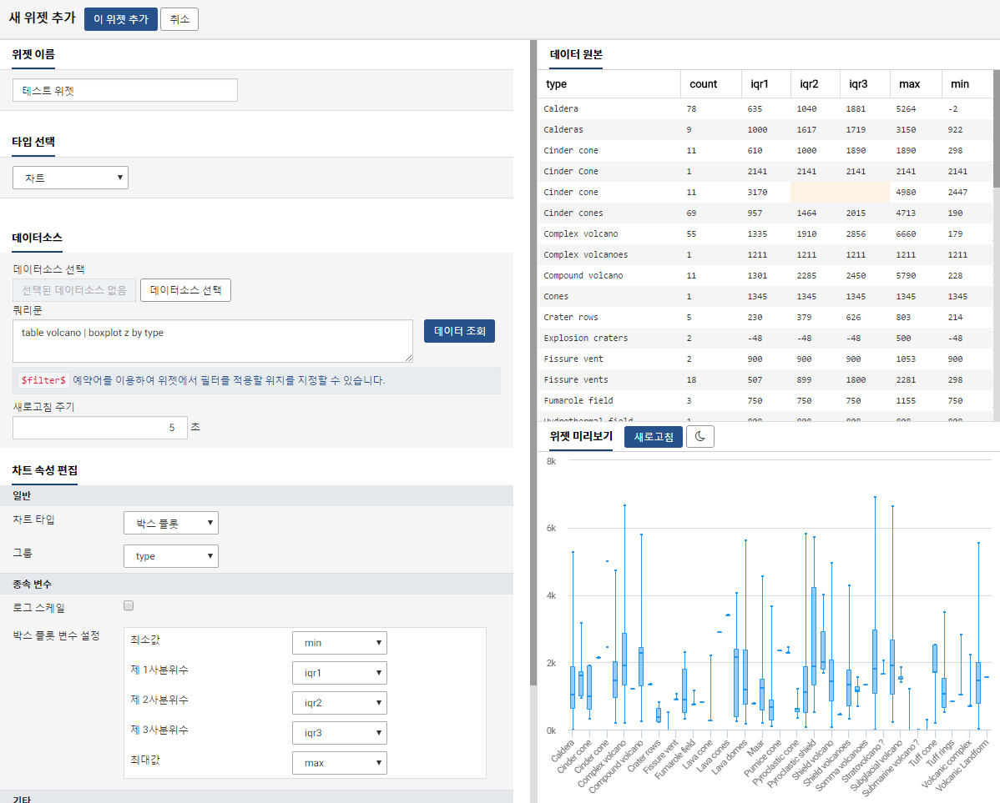 새 위젯 추가 이 위젯 추가 취소
위젯 이름
테스트 위젯
타입 선택
차트
데이터소스
데이터소스 선택
선택된 데이터소스 없음 데이터소스 선택
쿼리문
table volcano | boxplot z by type
데이터 조회
$filter$ 예약어를 이용하여 위젯에서 필터를 적용할 위치를 지정할 수 있습니다.
새로고침 주기
5 초
차트 속성 편집
일반
차트 타입 박스 플롯
그룹 type
종속 변수
로그 스케일
박스 플롯 변수 설정
최소값 min
제 1사분위수 iqr1
제 2사분위수 iqr2
제 3사분위수 iqr3
최대값 max
기타
데이터 원본
type count iqr1 iqr2 iqr3 max min
Caldera 78 635 1040 1881 5264 -2
Calderas 9 1000 1617 1719 3150 922
Cinder cone 11 610 1000 1890 1890 298
Cinder Cone 1 2141 2141 2141 2141 2141
Cinder cone 11 3170 4980 2447
Cinder cones 69 957 1464 2015 4713 190
Complex volcano 55 1335 1910 2856 6660 179
Complex volcanoes 1 1211 1211 1211 1211 1211
Compound volcano 11 1301 2285 2450 5790 228
Cones 1 1345 1345 1345 1345 1345
Crater rows 5 230 379 626 803 214
Explosion craters 2 -48 -48 -48 500 -48
Fissure vent 2 900 900 900 1053 900
Fissure vents 18 507 899 1800 2281 298
Fumarole field 3 750 750 750 1155 750
Hydrothermal field 1 808 808 808 808 808
위젯 미리보기 새로고침
8k
6k
4k
2k
0k
Caldera
Cinder cone
Cinder cone
Complex volcano
Compound volcano
Crater rows
Fissure vent
Fumarole field
Lava cone
Lava cones
Lava domes
Maar
Pumice cone
Pyroclastic cone
Pyroclastic shield
Shield volcano
Shield volcanoes
Somma volcanoes
Stratovolcano ?
Subglacial volcano
Submarine volcano ?
Tuff cone
Tuff rings
Volcanic complex
Volcanic Landform